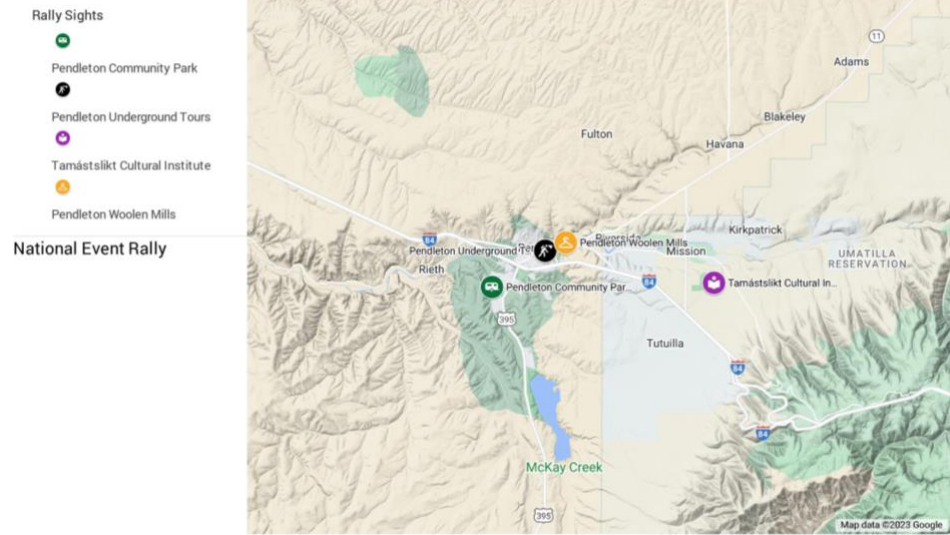 Rally Sights
Pendleton Community Park
Pendleton Underground Tours
Tamástslikt Cultural Institute
Pendleton Woolen Mills
National Event Rally
11
Adams
Blakeley
Fulton
Havana
Kirkpatrick
84
Riverside
Pendleton Woolen Mills
Pendleton Underground T..
Mission
UMATILLA
RESERVATION
Rieth
84
Tamástslikt Cultural In...
Pendleton Community Par...
395
Tutuilla
84
84
McKay Creek
395
Map data ©2023 Google